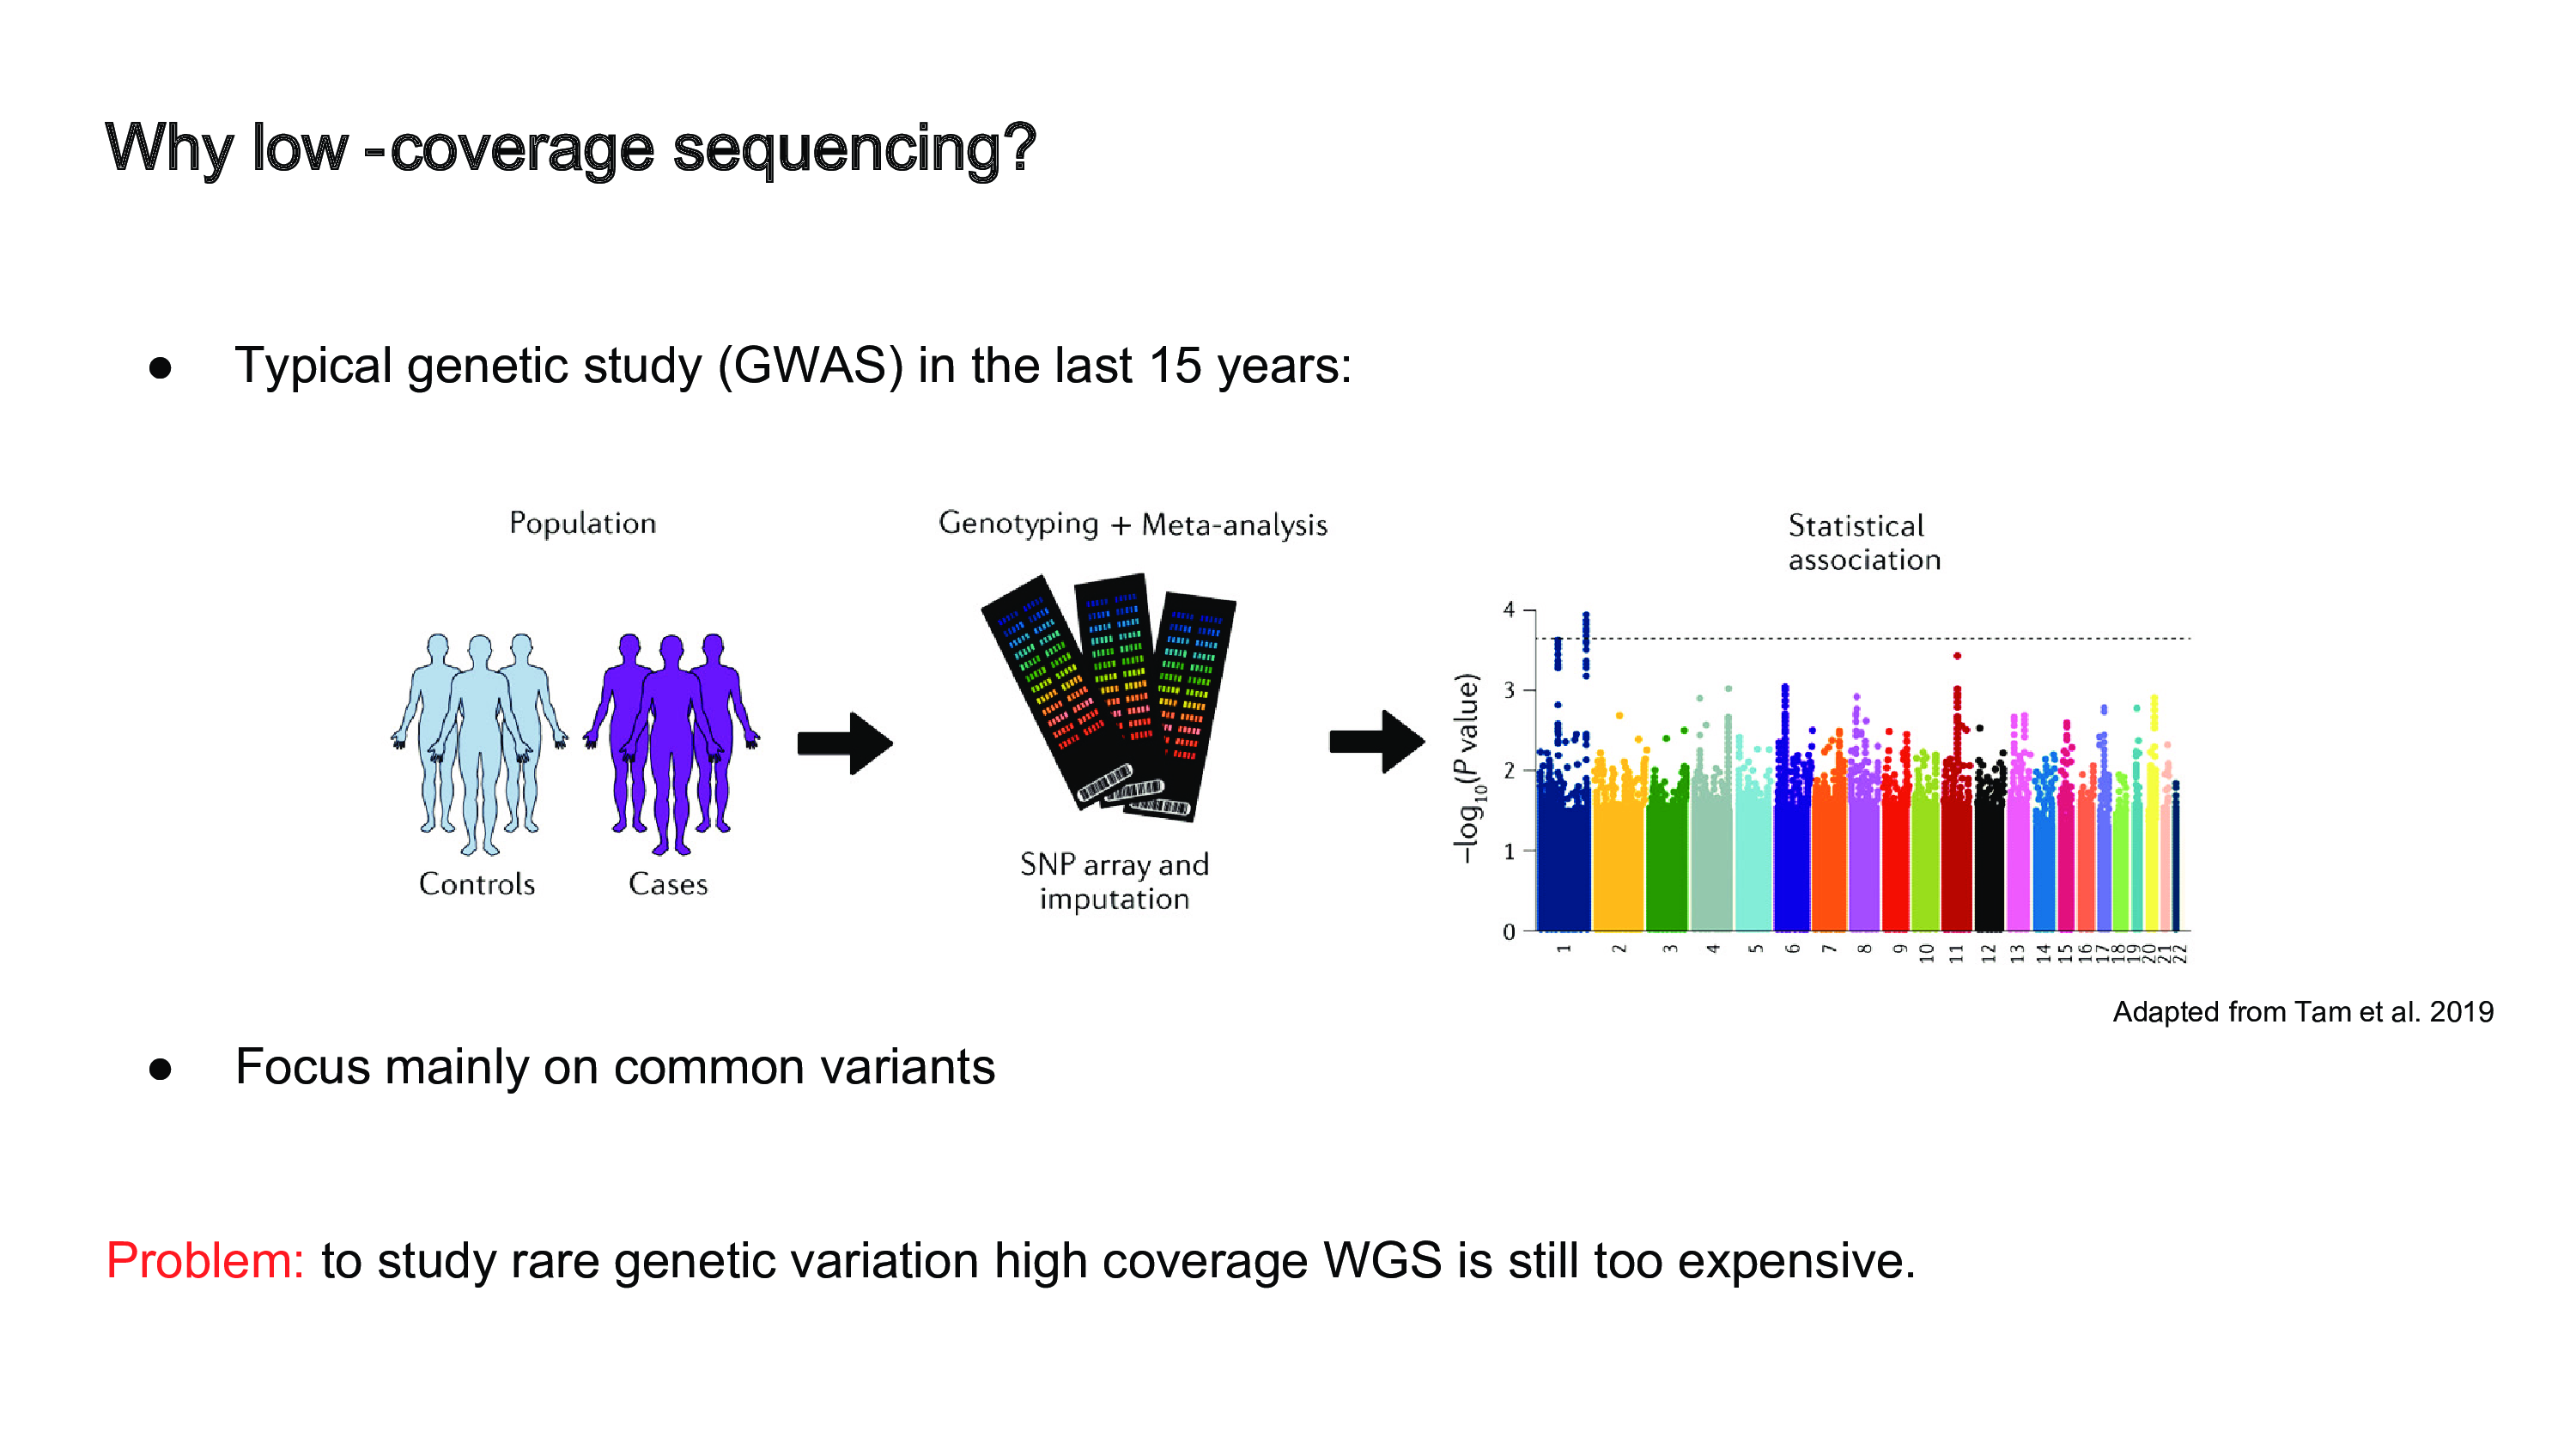 Why low -coverage sequencing?
● Typical genetic study (GWAS) in the last 15 years:
Population
Controls
Cases
Genotyping + Meta-analysis
SNP array and
imputation
Statistical
association
–log10(P value)
4
3
2
1
0
1 2 3 4 5 6 7 8 9 10 11 12 13 14 15 16 17 18 19 20 21 22
Adapted from Tam et al. 2019
● Focus mainly on common variants
Problem: to study rare genetic variation high coverage WGS is still too expensive.